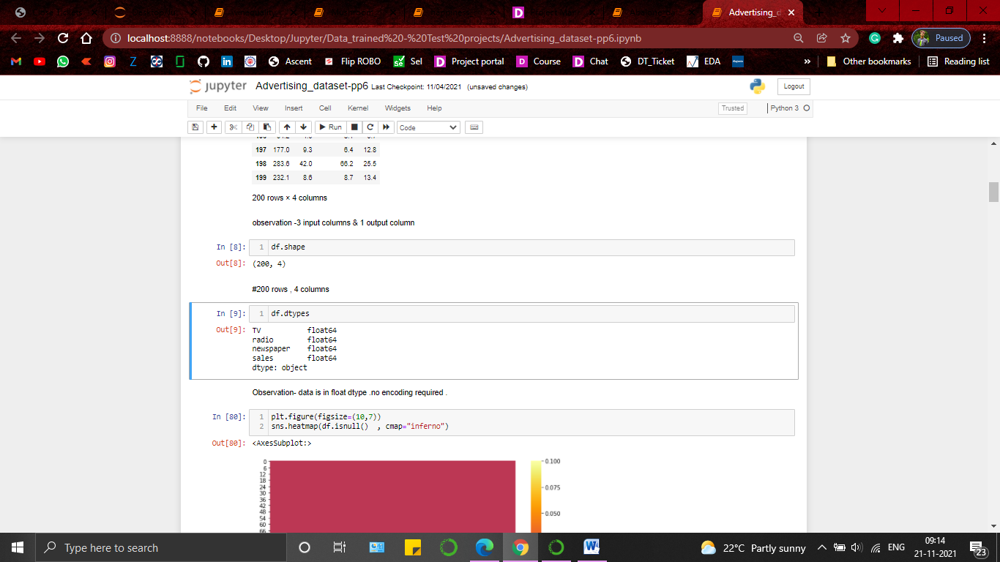 Advertising_d
localhost:8888/notebooks/Desktop/Jupyter/Data_trained%20-%20Test%20projects/Advertising_dataset-pp6.ipynb
Paused
Ascent
Flip ROBO
Sel
Project portal
Course
Chat
DT_Ticket
EDA
»
Other bookmarks
Reading list
jupyter Advertising_dataset-pp6 Last Checkpoint: 11/04/2021 (unsaved changes)
Logout
File Edit View Insert Cell Kernel Widgets Help
Trusted
Python 3
Run
Code
197 177.0 9.3 6.4 12.8
198 283.6 42.0 66.2 25.5
199 232.1 8.6 8.7 13.4
200 rows × 4 columns
observation -3 input columns & 1 output column
In [8]: 1 df.shape
Out[8]: (200, 4)
#200 rows , 4 columns
In [9]: 1 df.dtypes
Out[9]: TV float64
radio float64
newspaper float64
sales float64
dtype: object
Observation- data is in float dtype .no encoding required .
In [80]: 1 plt.figure(figsize=(10,7))
2 sns.heatmap(df.isnull() , cmap="inferno")
Out[80]: <AxesSubplot:>
0
6
12
18
24
30
36
42
48
54
60
66
0.100
0.075
0.050
Type here to search
22°C Partly sunny
ENG
09:14
21-11-2021
23